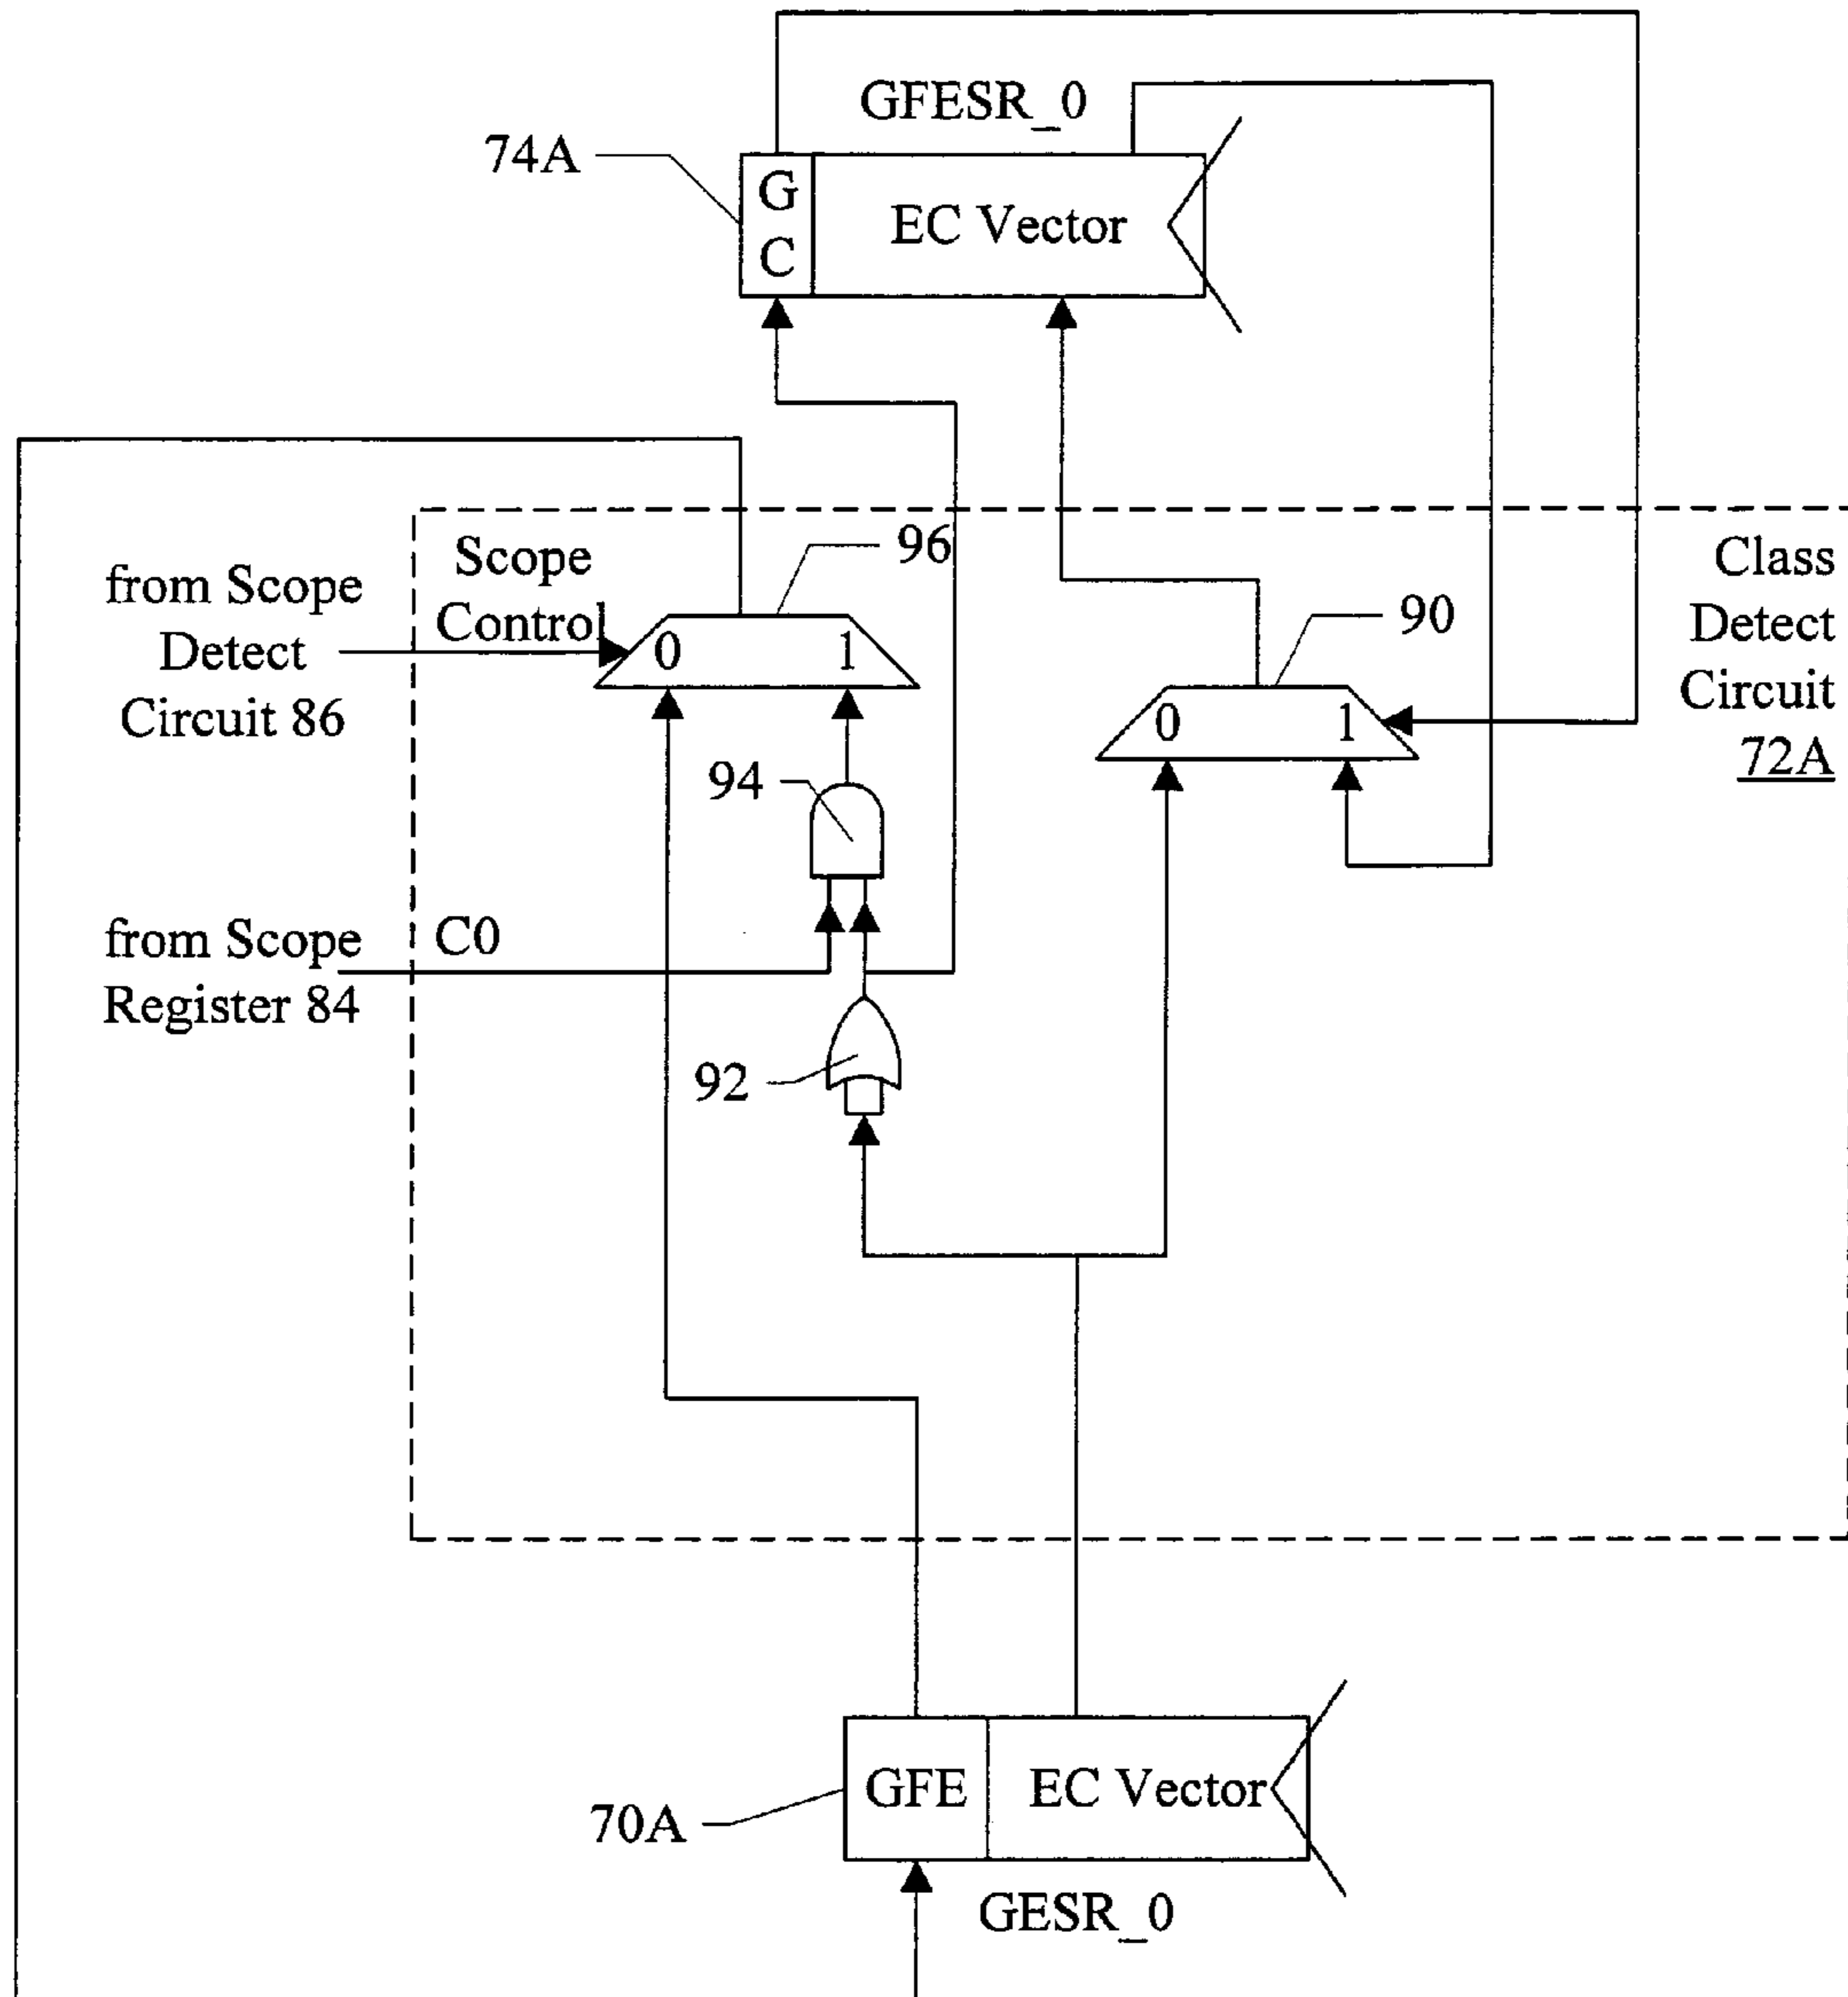 GFESR_0
74A
G
C
EC Vector
from Scope
Detect
Circuit 86
Scope
Control
96
0
1
Class
Detect
Circuit
72A
90
0
1
94
from Scope
Register 84
C0
92
GFE
EC Vector
70A
GESR_0